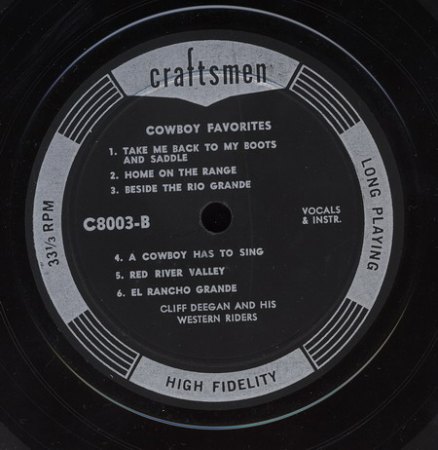 craftsmen
COWBOY FAVORITES
1. TAKE ME BACK TO MY BOOTS
AND SADDLE
2. HOME ON THE RANGE
3. BESIDE THE RIO GRANDE
C8003-B
VOCALS
& INSTR.
4. A COWBOY HAS TO SING
5. RED RIVER VALLEY
6. EL RANCHO GRANDE
CLIFF DEEGAN AND HIS
WESTERN RIDERS
33 1/3 RPM
LONG PLAYING
HIGH FIDELITY